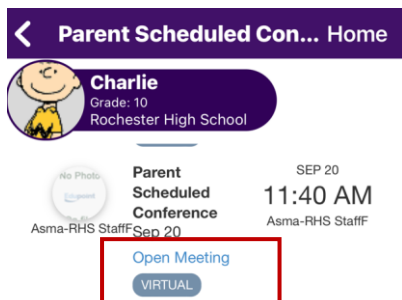 Parent Scheduled Con... Home
Charlie
Grade: 10
Rochester High School
No Photo
Parent
Scheduled
Conference
Sep 20
Asma-RHS StaffF
SEP 20
11:40 AM
Asma-RHS StaffF
Open Meeting
VIRTUAL